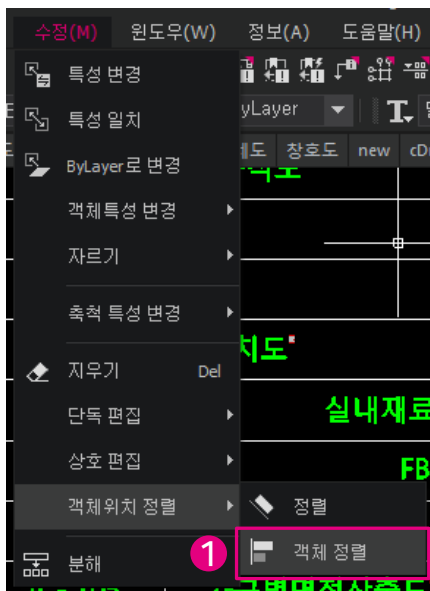 수정(M) 윈도우(W) 정보(A) 도움말(H)
특성 변경
특성 일치
yLayer
ByLayer로 변경
도 창호도 new
객체특성 변경
자르기
축척 특성 변경
치도
지우기 Del
단독 편집
실내재료
상호 편집
FB
객체위치 정렬
정렬
1
객체 정렬
분해